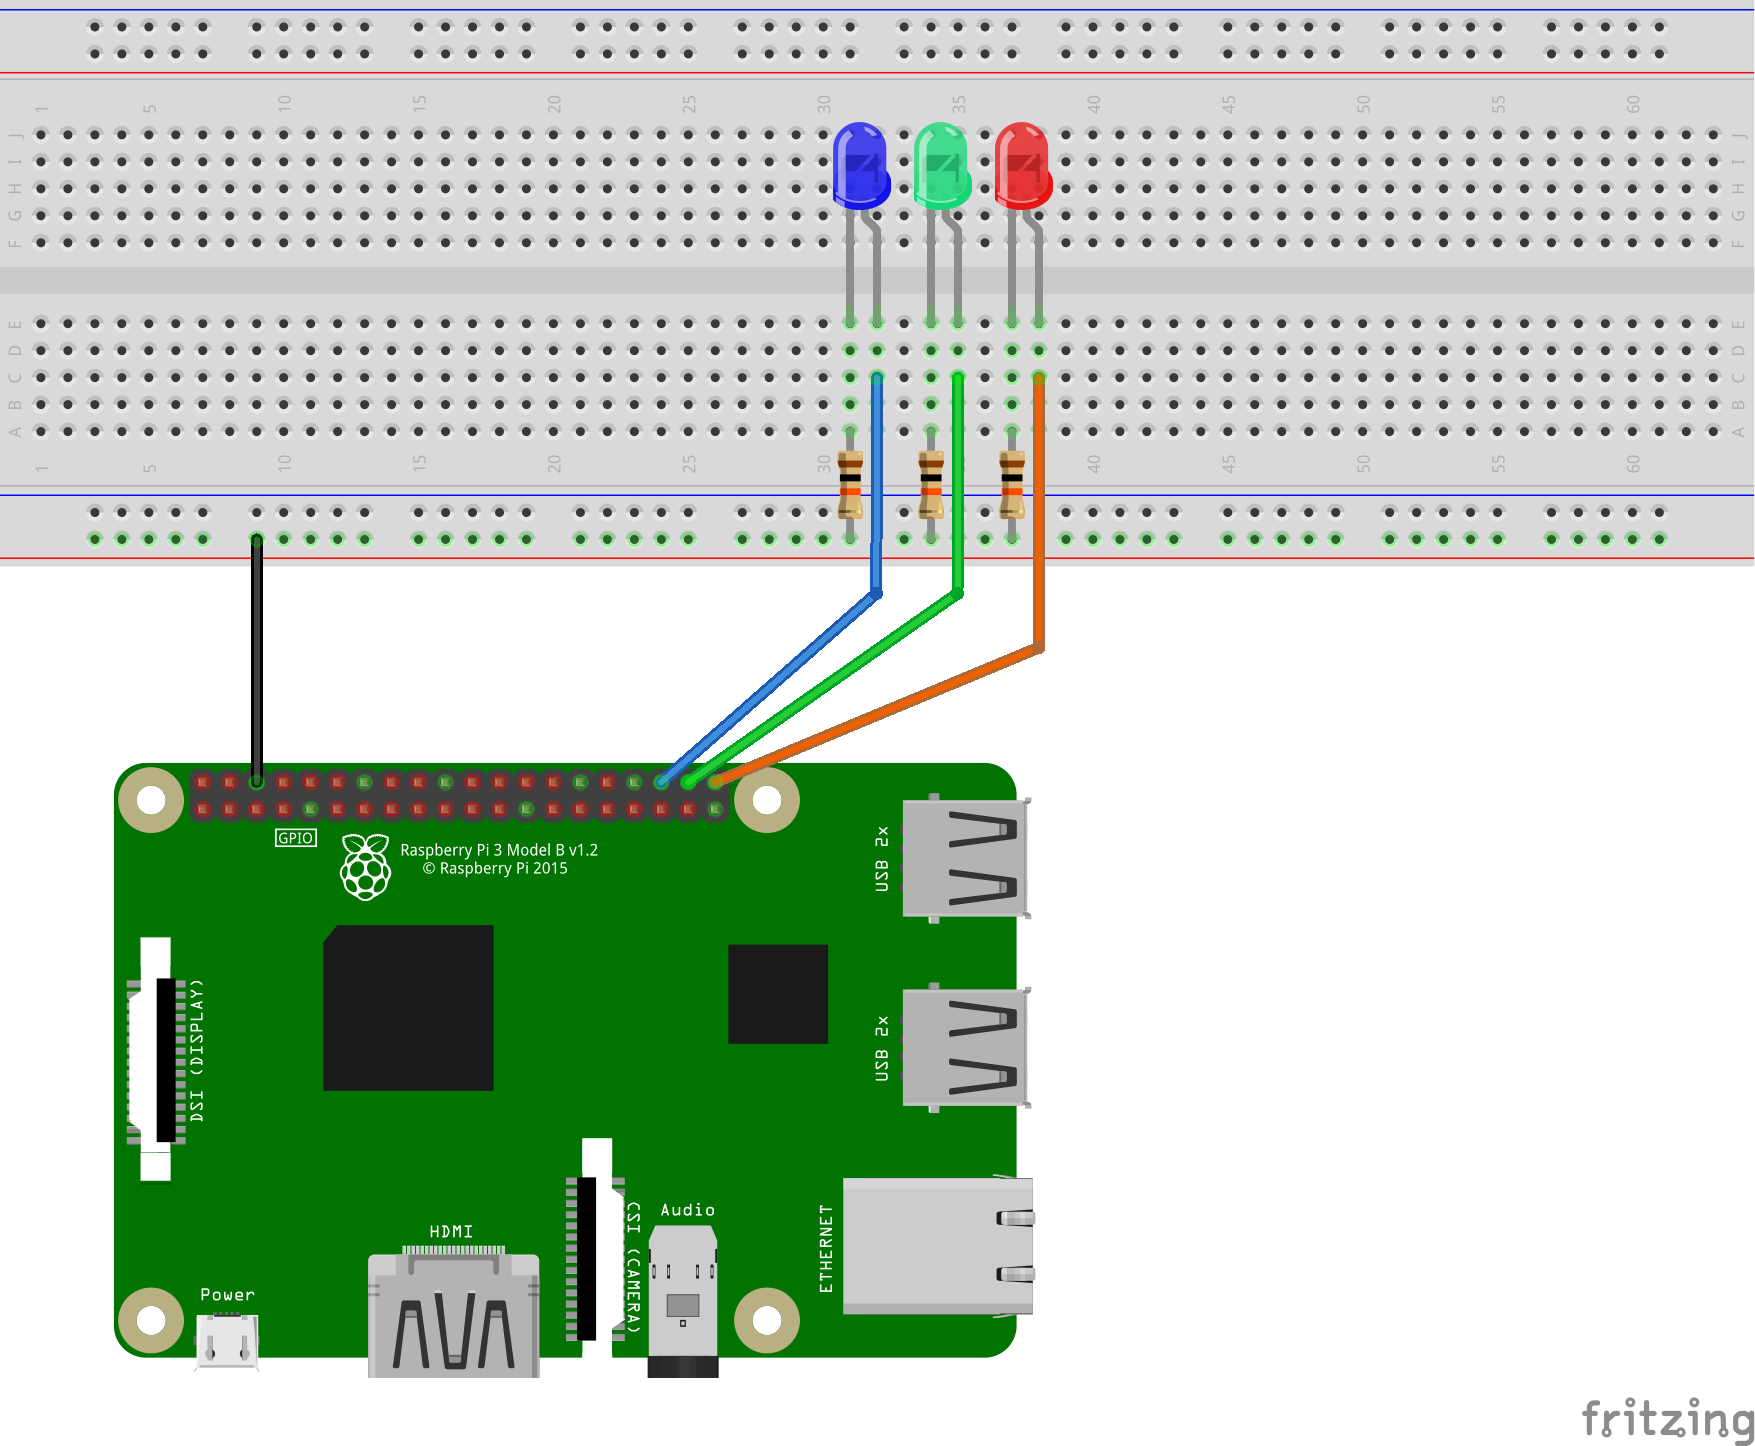 1 5 10 15 20 25 30 35 40 45 50 55 60
J J
I I
H H
G G
F F
E E
D D
C C
B B
A A
1 5 10 15 20 25 30 40 45 50 55 60
GPIO
Raspberry Pi 3 Model B v1.2
© Raspberry Pi 2015
USB 2x
USB 2x
DSI (DISPLAY)
CSI (CAMERA)
Audio
ETHERNET
HDMI
Power
fritzing